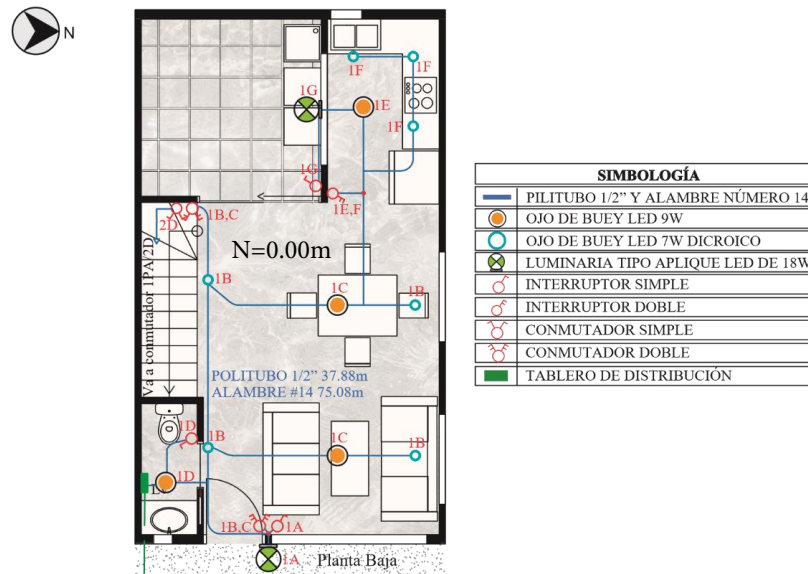 N
1F
1F
1G
1E
1F
1G
1E,F
2D
1B,C
N=0.00m
Va a conmutador 1PA/2D
1B
1C
1B
POLITUBO 1/2” 37.88m
ALAMBRE #14 75.08m
1D
1B
1C
1B
1D
1B,C
1A
1A
Planta Baja
SIMBOLOGÍA
PILITUBO 1/2” Y ALAMBRE NÚMERO 14
OJO DE BUEY LED 9W
OJO DE BUEY LED 7W DICROICO
LUMINARIA TIPO APLIQUE LED DE 18W
INTERRUPTOR SIMPLE
INTERRUPTOR DOBLE
CONMUTADOR SIMPLE
CONMUTADOR DOBLE
TABLERO DE DISTRIBUCIÓN